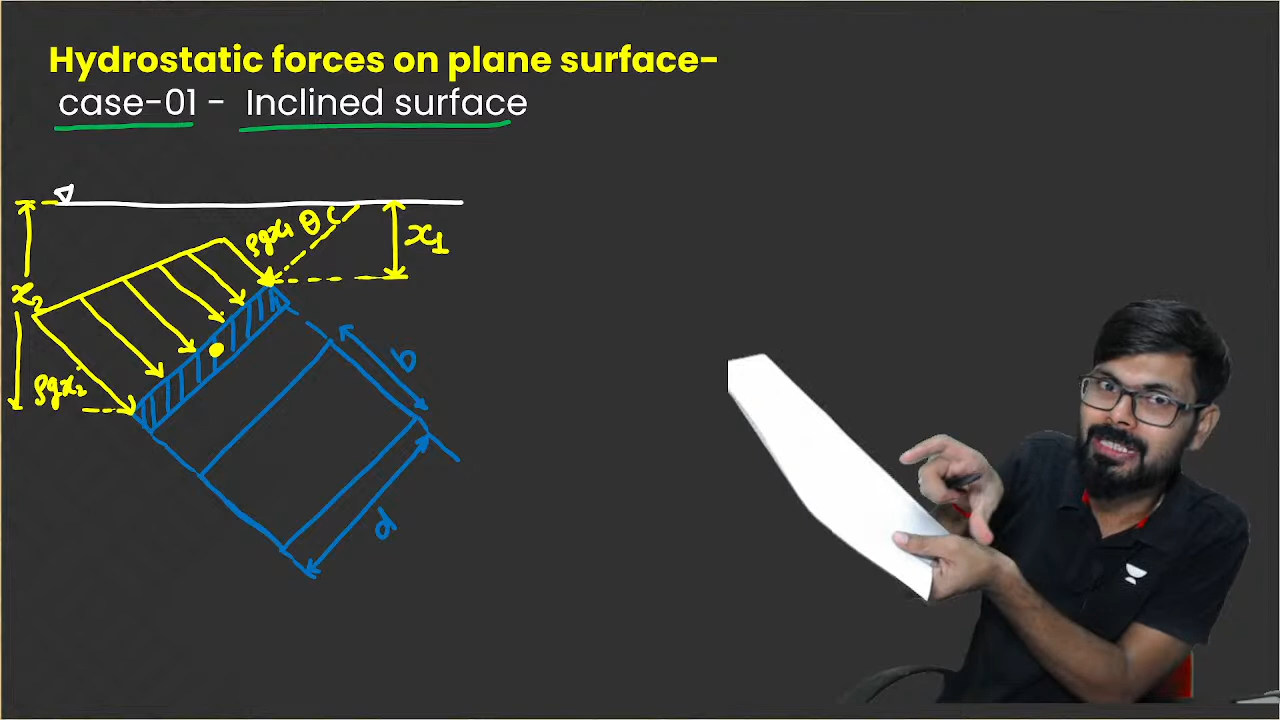 Hydrostatic forces on plane surface-
case-01 - Inclined surface
ρgx₁ θ
x₁
x₂
ρgx₂
b
d